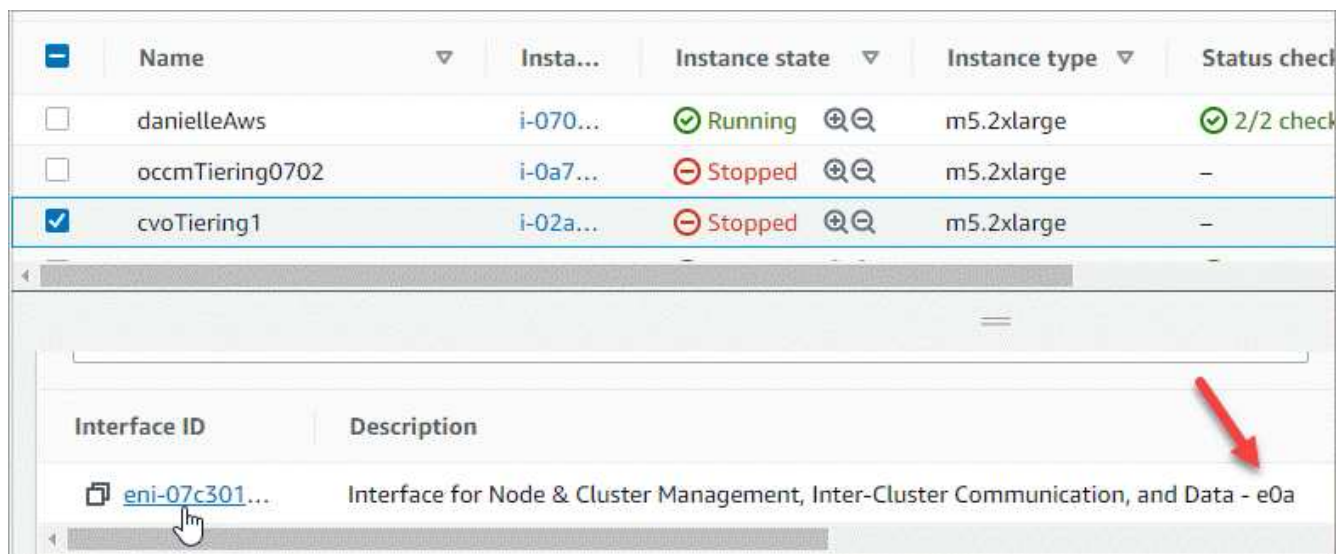 Name Insta... Instance state Instance type Status check
danielleAws i-070... Running m5.2xlarge 2/2 check
occmTiering0702 i-0a7... Stopped m5.2xlarge –
cvoTiering1 i-02a... Stopped m5.2xlarge –
Interface ID Description
eni-07c301... Interface for Node & Cluster Management, Inter-Cluster Communication, and Data - e0a